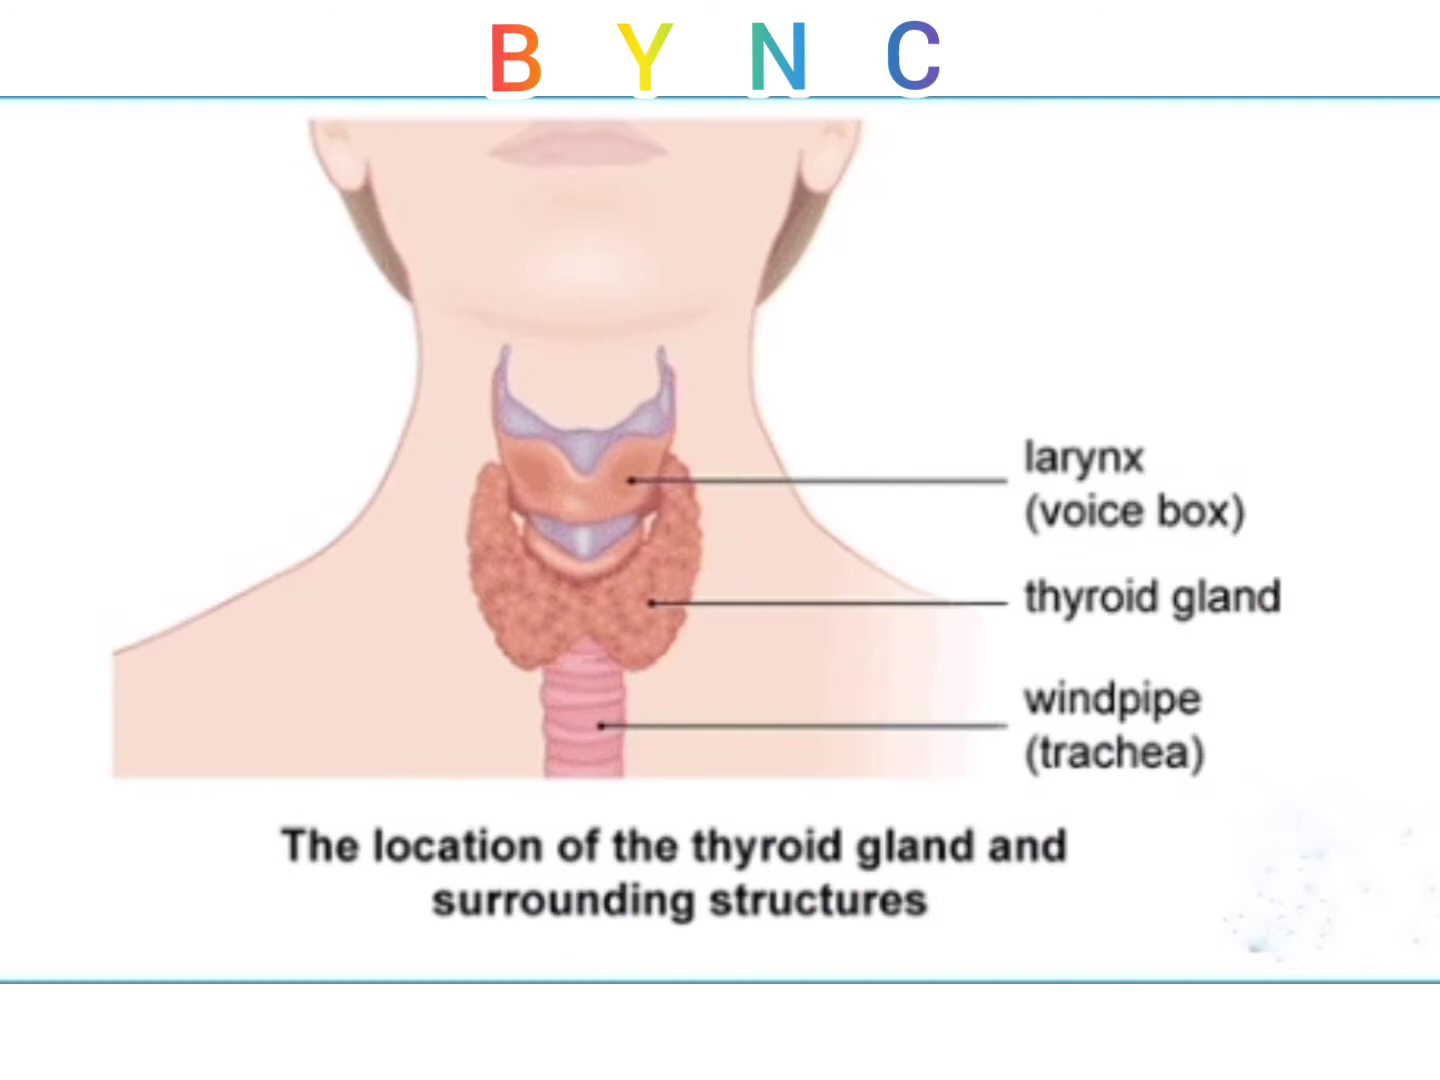 B Y N C
larynx
(voice box)
thyroid gland
windpipe
(trachea)
The location of the thyroid gland and
surrounding structures